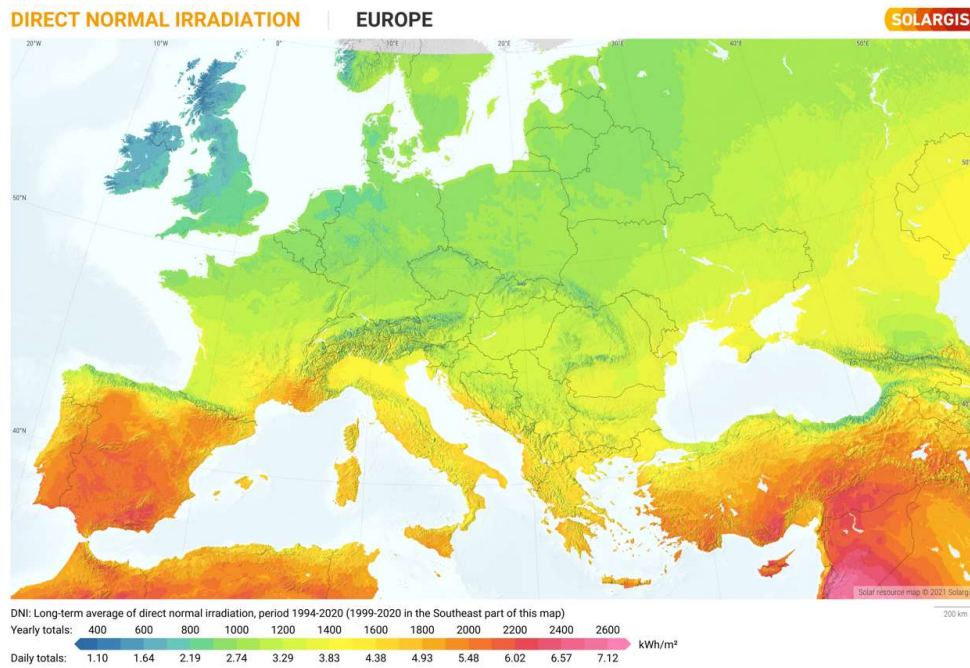 DIRECT NORMAL IRRADIATION EUROPE SOLARGIS
20°W 10°W 0° 10°E 20°E 30°E 40°E 50°E
50°N
40°N
Solar resource map © 2021 Solargis
DNI: Long-term average of direct normal irradiation, period 1994-2020 (1999-2020 in the Southeast part of this map)
200 km
Yearly totals: 400 600 800 1000 1200 1400 1600 1800 2000 2200 2400 2600
kWh/m²
Daily totals: 1.10 1.64 2.19 2.74 3.29 3.83 4.38 4.93 5.48 6.02 6.57 7.12